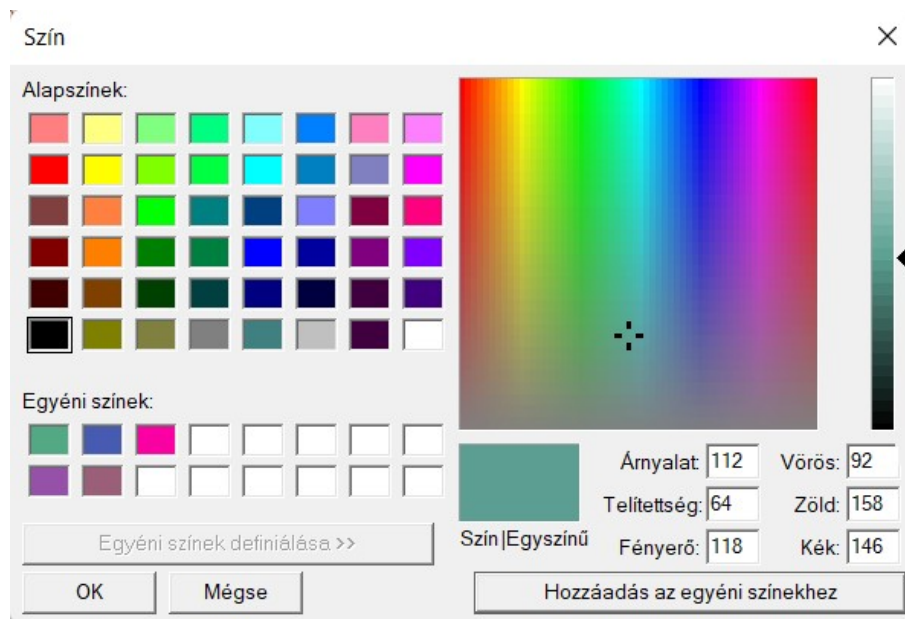 Szín
Alapszínek:
Egyéni színek:
Egyéni színek definiálása >>
OK
Mégse
Szín|Egyszínű
Árnyalat: 112
Telítettség: 64
Fényerő: 118
Vörös: 92
Zöld: 158
Kék: 146
Hozzáadás az egyéni színekhez